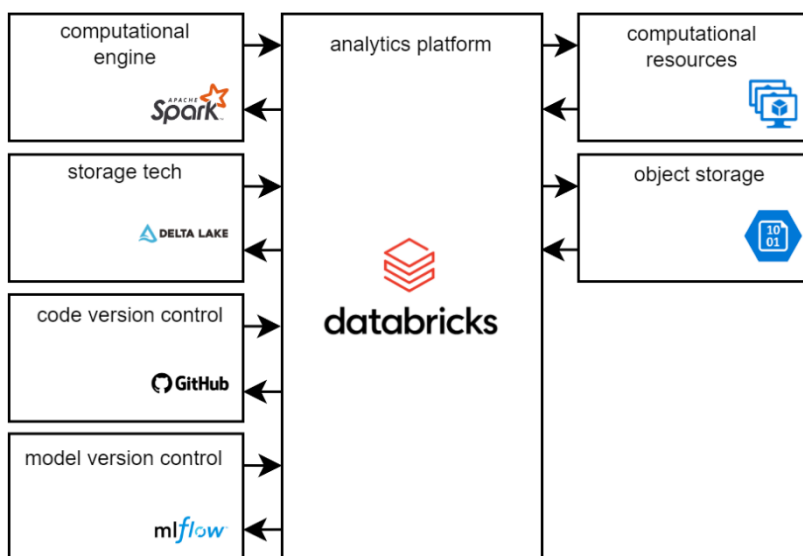 computational
engine
APACHE
Spark
storage tech
DELTA LAKE
code version control
GitHub
model version control
mlflow
analytics platform
databricks
computational
resources
object storage
10
01